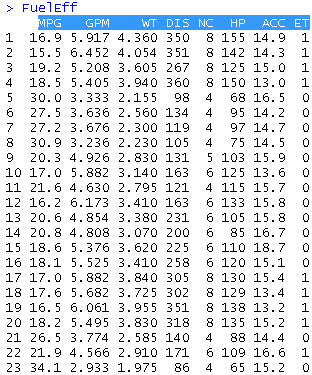 > FuelEff
MPG GPM WT DIS NC HP ACC ET
1 16.9 5.917 4.360 350 8 155 14.9 1
2 15.5 6.452 4.054 351 8 142 14.3 1
3 19.2 5.208 3.605 267 8 125 15.0 1
4 18.5 5.405 3.940 360 8 150 13.0 1
5 30.0 3.333 2.155 98 4 68 16.5 0
6 27.5 3.636 2.560 134 4 95 14.2 0
7 27.2 3.676 2.300 119 4 97 14.7 0
8 30.9 3.236 2.230 105 4 75 14.5 0
9 20.3 4.926 2.830 131 5 103 15.9 0
10 17.0 5.882 3.140 163 6 125 13.6 0
11 21.6 4.630 2.795 121 4 115 15.7 0
12 16.2 6.173 3.410 163 6 133 15.8 0
13 20.6 4.854 3.380 231 6 105 15.8 0
14 20.8 4.808 3.070 200 6 85 16.7 0
15 18.6 5.376 3.620 225 6 110 18.7 0
16 18.1 5.525 3.410 258 6 120 15.1 0
17 17.0 5.882 3.840 305 8 130 15.4 1
18 17.6 5.682 3.725 302 8 129 13.4 1
19 16.5 6.061 3.955 351 8 138 13.2 1
20 18.2 5.495 3.830 318 8 135 15.2 1
21 26.5 3.774 2.585 140 4 88 14.4 0
22 21.9 4.566 2.910 171 6 109 16.6 1
23 34.1 2.933 1.975 86 4 65 15.2 0